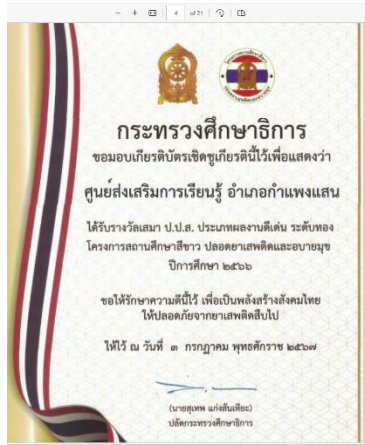 4 of 21
กระทรวงศึกษาธิการ
ขอมอบเกียรติบัตรเชิดชูเกียรตินี้ไว้เพื่อแสดงว่า
ศูนย์ส่งเสริมการเรียนรู้ อำเภอกำแพงแสน
ได้รับรางวัลเสมา ป.ป.ส. ประเภทผลงานดีเด่น ระดับทอง
โครงการสถานศึกษาสีขาว ปลอดยาเสพติดและอบายมุข
ปีการศึกษา ๒๕๖๖
ขอให้รักษาความดีนี้ไว้ เพื่อเป็นพลังสร้างสังคมไทย
ให้ปลอดภัยจากยาเสพติดสืบไป
ให้ไว้ ณ วันที่ ๓ กรกฎาคม พุทธศักราช ๒๕๖๗
(นายสุเทพ แก่งสันเทียะ)
ปลัดกระทรวงศึกษาธิการ